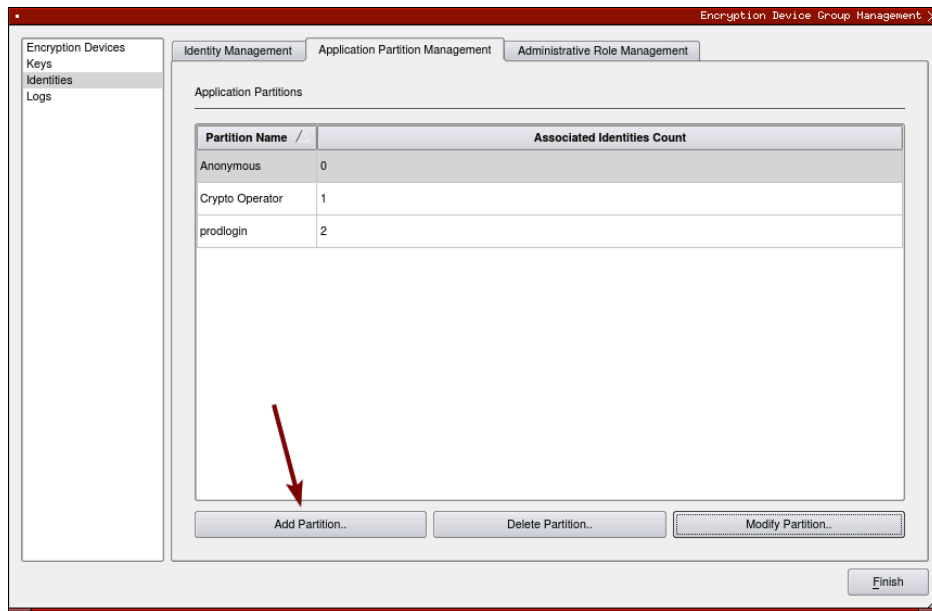 Encryption Device Group Management
Encryption Devices
Keys
Identities
Logs
Identity Management
Application Partition Management
Administrative Role Management
Application Partitions
Partition Name
Associated Identities Count
Anonymous
0
Crypto Operator
1
prodlogin
2
Add Partition..
Delete Partition..
Modify Partition..
Finish